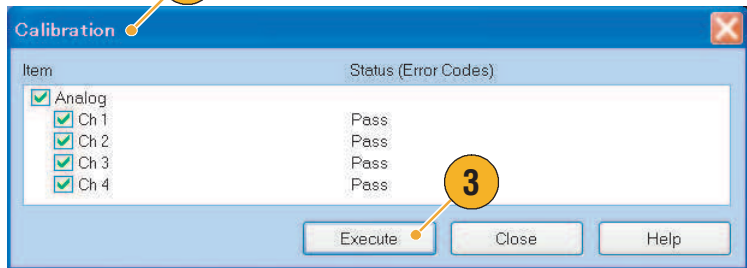 Calibration
Item Status (Error Codes)
Analog
Ch 1 Pass
Ch 2 Pass
Ch 3 Pass
Ch 4 Pass
3
Execute Close Help